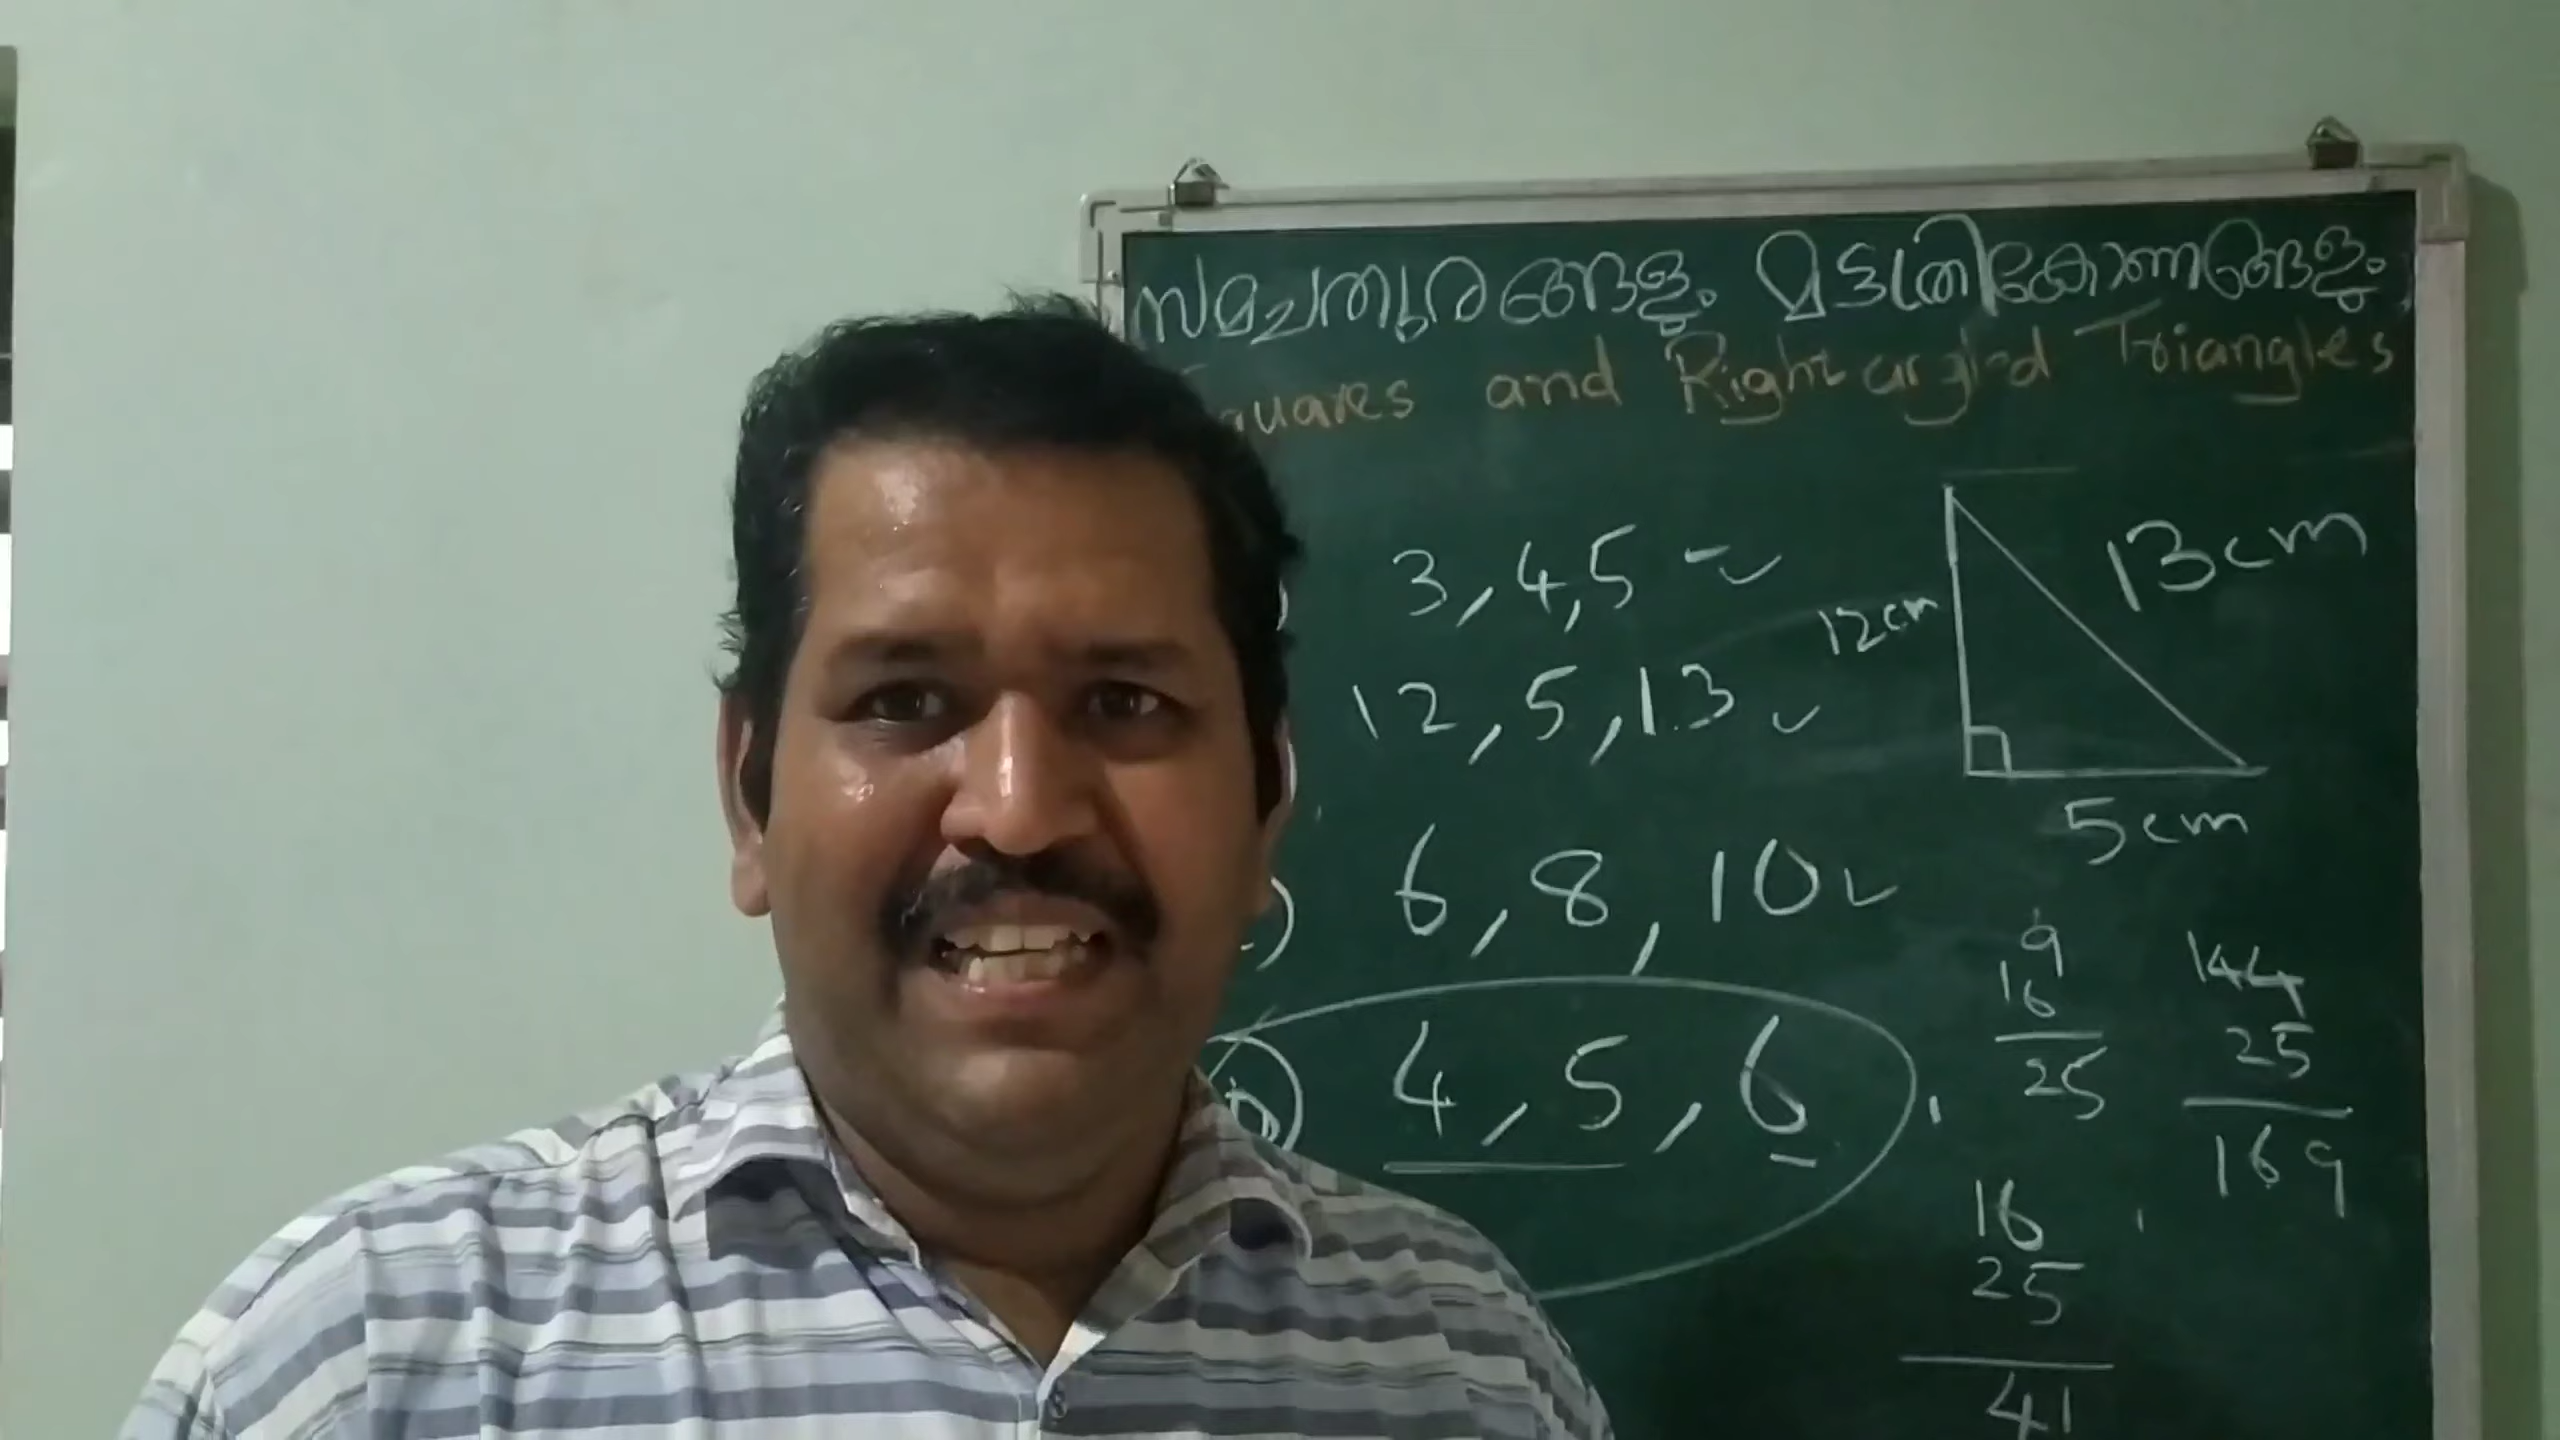 സമചതുരങ്ങളും മട്ടത്രികോണങ്ങളും
and Right angled Triangles
3, 4, 5
12, 5, 13
6, 8, 10
4, 5, 6
12cm
13cm
5cm
9
16
25
144
25
169
16
25
41